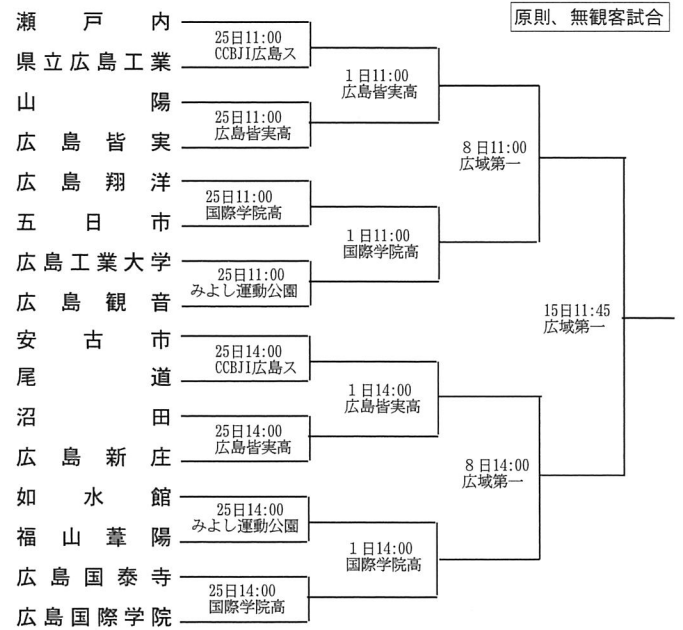 原則、無観客試合
瀬戸内
県立広島工業
山陽
広島皆実
広島翔洋
五日市
広島工業大学
広島観音
安古市
尾道
沼田
広島新庄
如水館
福山葦陽
広島国泰寺
広島国際学院
25日11:00
CCBJI広島ス
25日11:00
広島皆実高
25日11:00
国際学院高
25日11:00
みよし運動公園
25日14:00
CCBJI広島ス
25日14:00
広島皆実高
25日14:00
みよし運動公園
25日14:00
国際学院高
1日11:00
広島皆実高
1日11:00
国際学院高
1日14:00
広島皆実高
1日14:00
国際学院高
8日11:00
広域第一
8日14:00
広域第一
15日11:45
広域第一